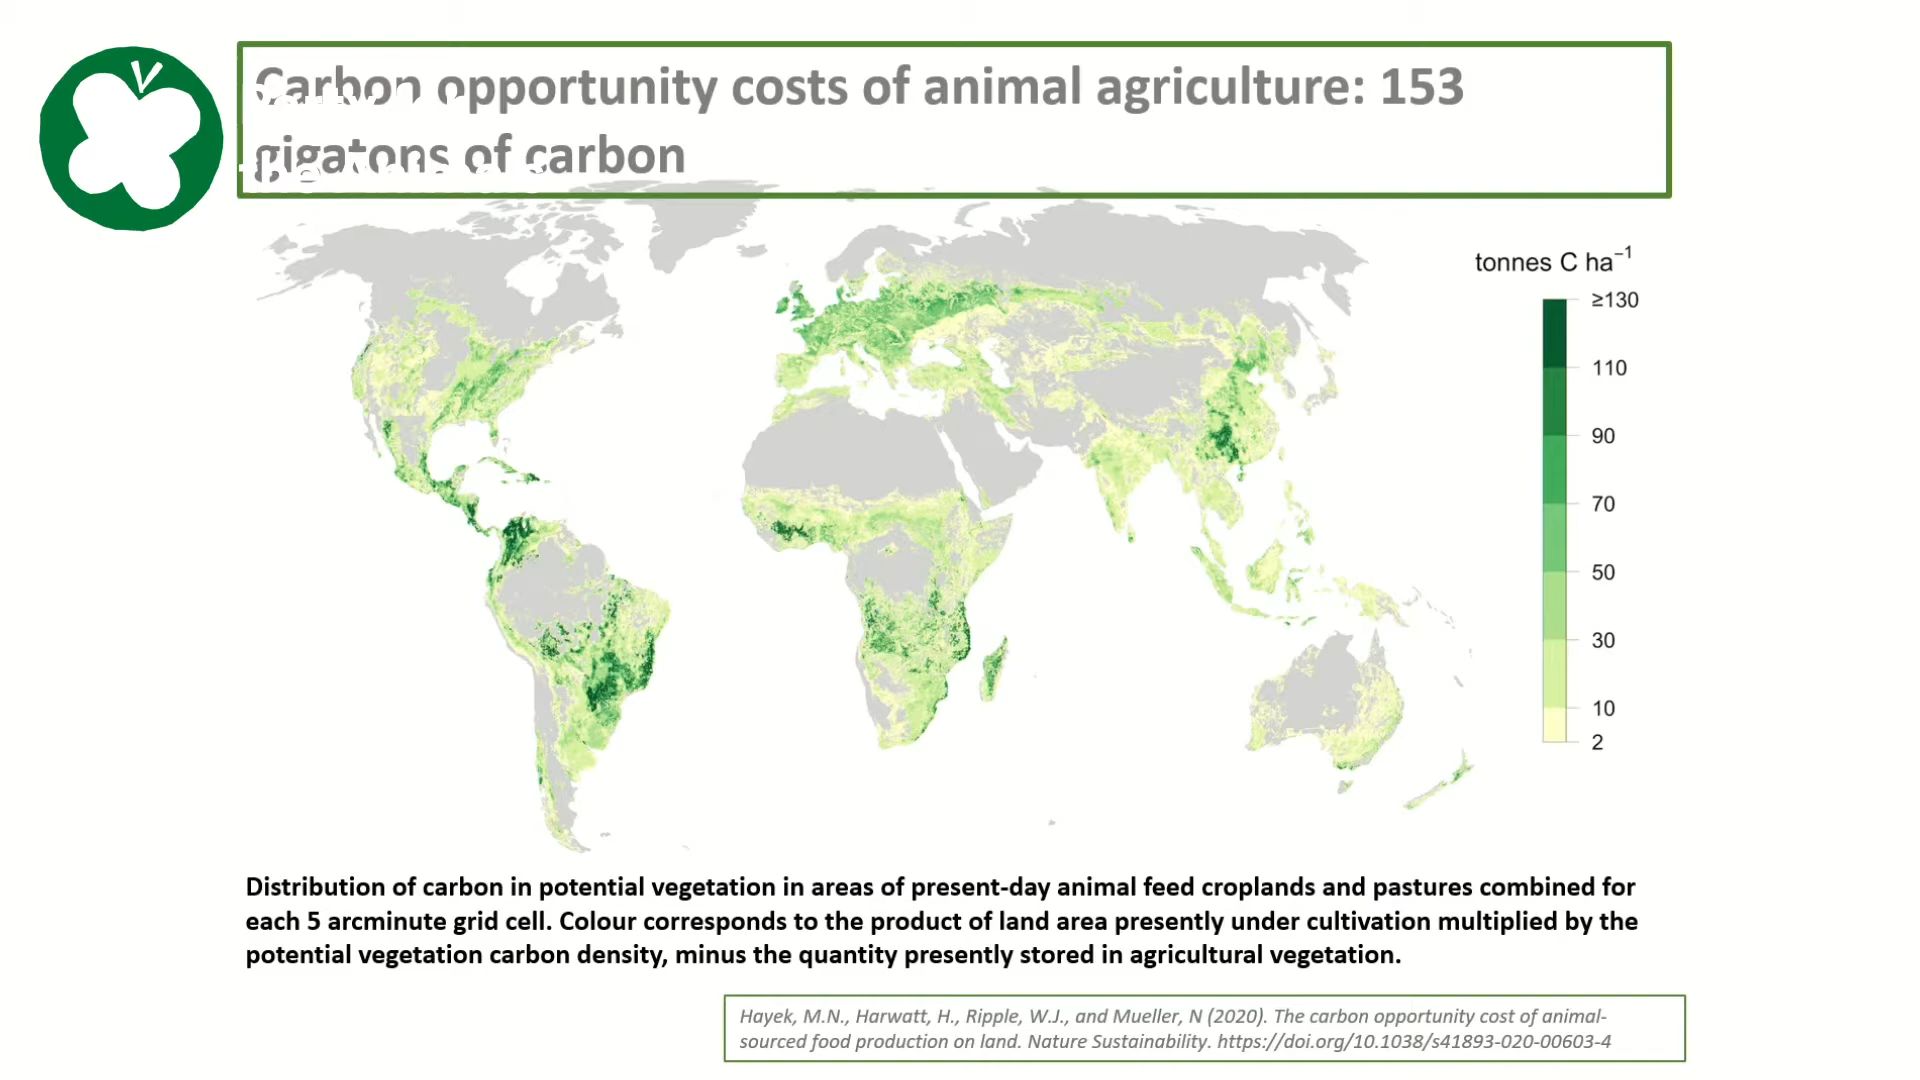 Carbon opportunity costs of animal agriculture: 153
gigatons of carbon
the Animals
tonnes C ha⁻¹
≥130
110
90
70
50
30
10
2
Distribution of carbon in potential vegetation in areas of present-day animal feed croplands and pastures combined for
each 5 arcminute grid cell. Colour corresponds to the product of land area presently under cultivation multiplied by the
potential vegetation carbon density, minus the quantity presently stored in agricultural vegetation.
Hayek, M.N., Harwatt, H., Ripple, W.J., and Mueller, N (2020). The carbon opportunity cost of animal-
sourced food production on land. Nature Sustainability. https://doi.org/10.1038/s41893-020-00603-4